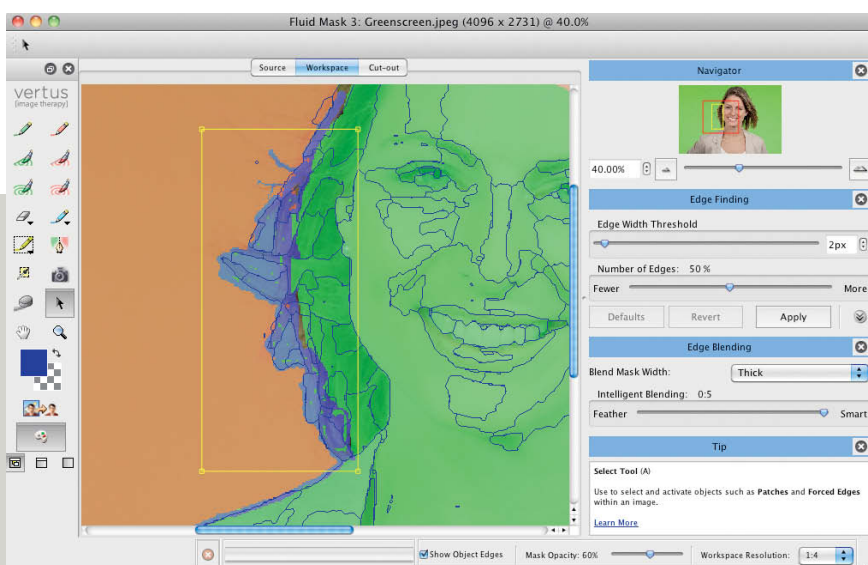 Fluid Mask 3: Greenscreen.jpeg (4096 x 2731) @ 40.0%
Source Workspace Cut-out
vertus
[image therapy]
Navigator
40.00%
Edge Finding
Edge Width Threshold
2px
Number of Edges: 50 %
Fewer More
Defaults Revert Apply
Edge Blending
Blend Mask Width: Thick
Intelligent Blending: 0:5
Feather Smart
Tip
Select Tool (A)
Use to select and activate objects such as Patches and Forced Edges
within an image.
Learn More
Show Object Edges Mask Opacity: 60% Workspace Resolution: 1:4